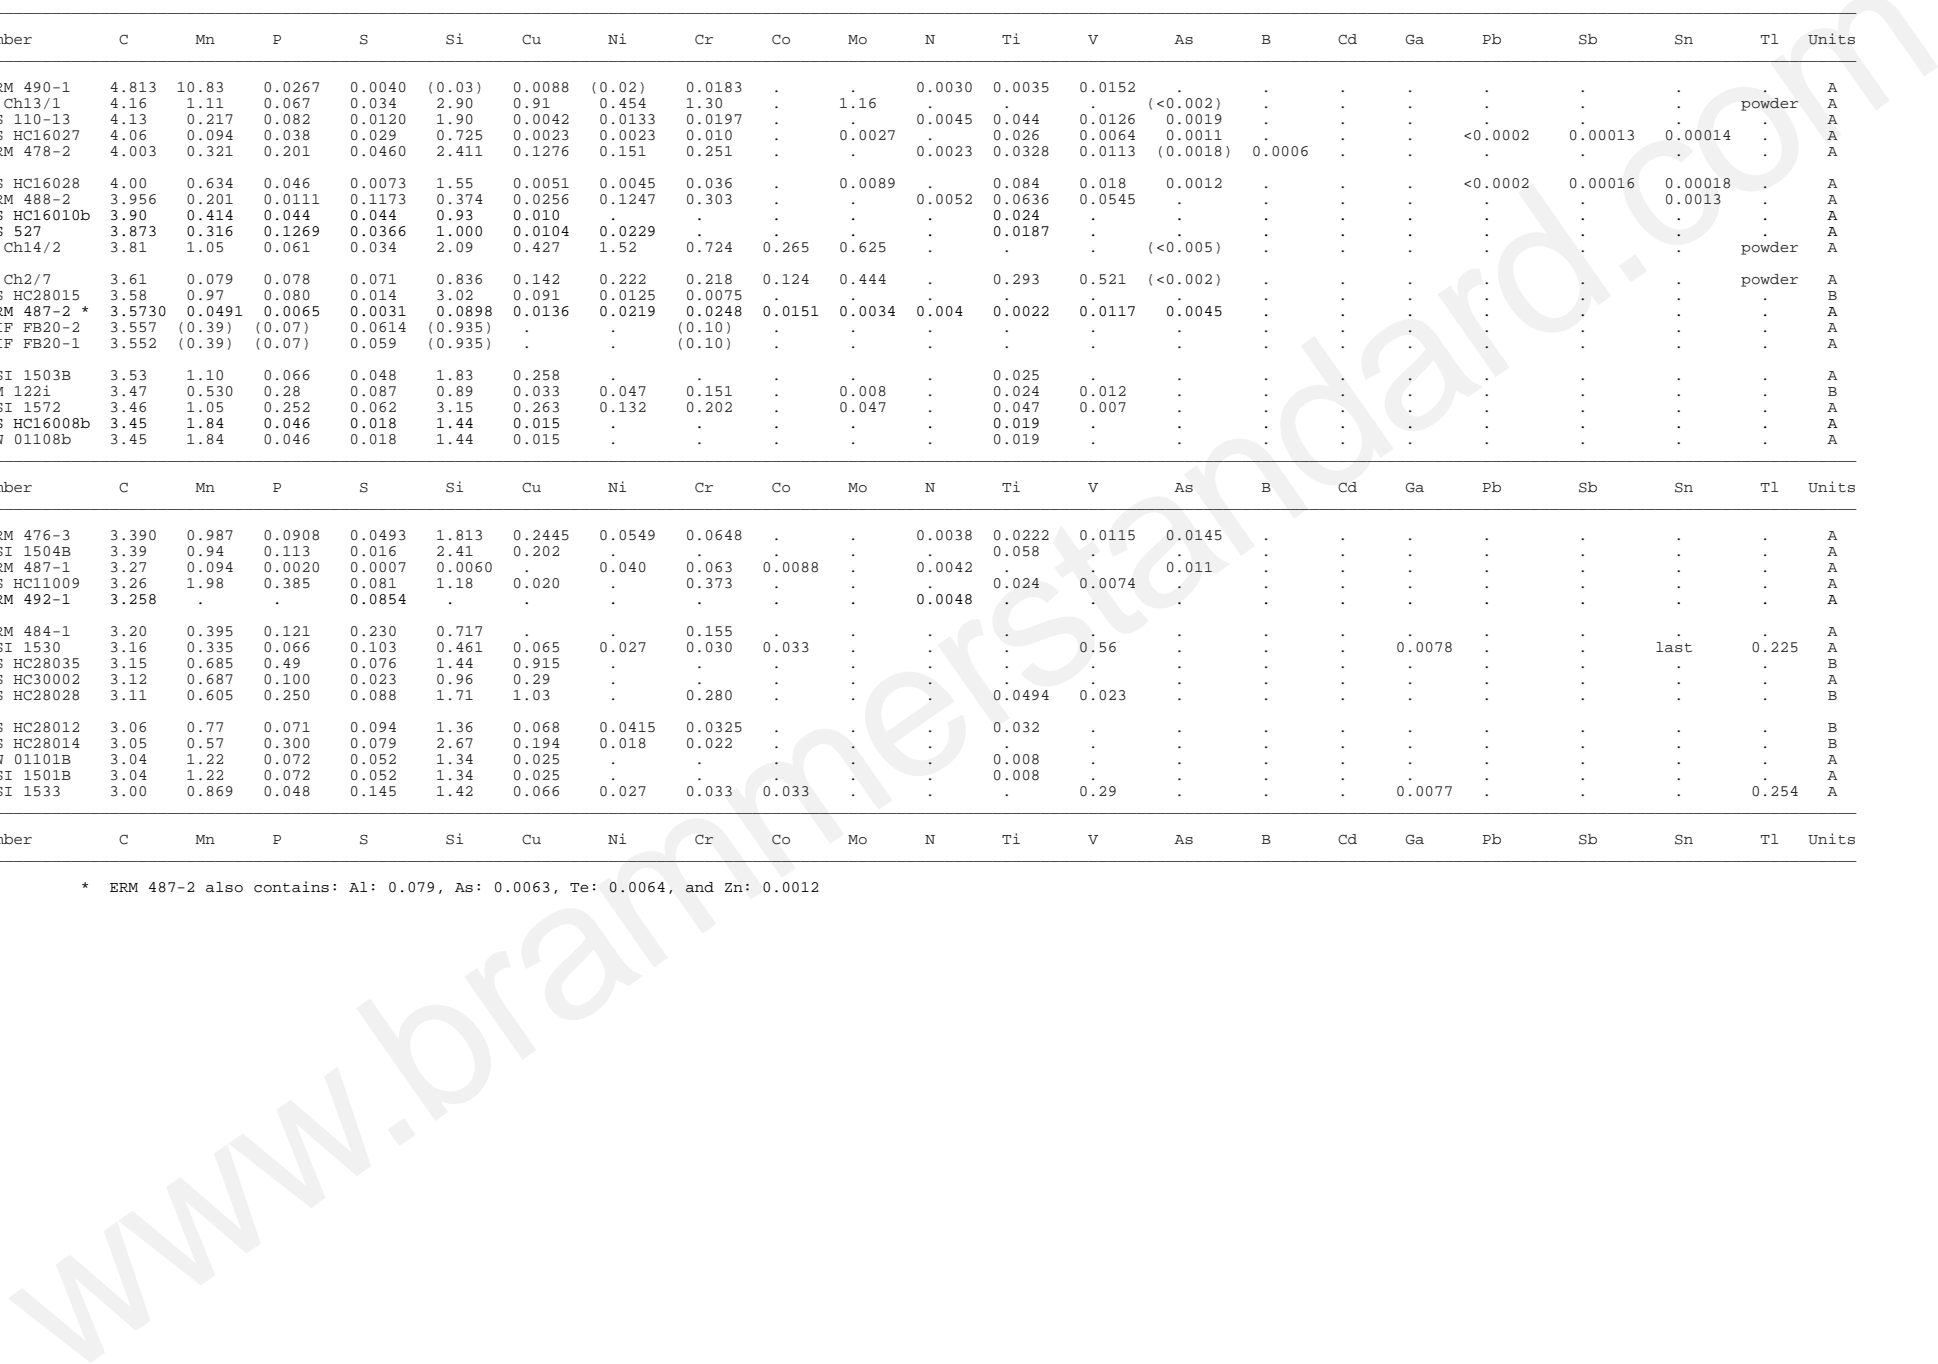 mber C Mn P S Si Cu Ni Cr Co Mo N Ti V As B Cd Ga Pb Sb Sn Tl Units
RM 490-1 4.813 10.83 0.0267 0.0040 (0.03) 0.0088 (0.02) 0.0183 . . 0.0030 0.0035 0.0152 . . . . . . . . A
Ch13/1 4.16 1.11 0.067 0.034 2.90 0.91 0.454 1.30 . 1.16 . . . (<0.002) . . . . . . powder A
S 110-13 4.13 0.217 0.082 0.0120 1.90 0.0042 0.0133 0.0197 . . 0.0045 0.044 0.0126 0.0019 . . . . . . . A
S HC16027 4.06 0.094 0.038 0.029 0.725 0.0023 0.0023 0.010 . 0.0027 . 0.026 0.0064 0.0011 . . . <0.0002 0.00013 0.00014 . A
RM 478-2 4.003 0.321 0.201 0.0460 2.411 0.1276 0.151 0.251 . . 0.0023 0.0328 0.0113 (0.0018) 0.0006 . . . . . . A
S HC16028 4.00 0.634 0.046 0.0073 1.55 0.0051 0.0045 0.036 . 0.0089 . 0.084 0.018 0.0012 . . . <0.0002 0.00016 0.00018 . A
RM 488-2 3.956 0.201 0.0111 0.1173 0.374 0.0256 0.1247 0.303 . . 0.0052 0.0636 0.0545 . . . . . . 0.0013 . A
S HC16010b 3.90 0.414 0.044 0.044 0.93 0.010 . . . . . 0.024 . . . . . . . . . A
S 527 3.873 0.316 0.1269 0.0366 1.000 0.0104 0.0229 . . . . 0.0187 . . . . . . . . . A
Ch14/2 3.81 1.05 0.061 0.034 2.09 0.427 1.52 0.724 0.265 0.625 . . . (<0.005) . . . . . . powder A
Ch2/7 3.61 0.079 0.078 0.071 0.836 0.142 0.222 0.218 0.124 0.444 . 0.293 0.521 (<0.002) . . . . . . powder A
S HC28015 3.58 0.97 0.080 0.014 3.02 0.091 0.0125 0.0075 . . . . . . . . . . . . . B
RM 487-2 * 3.5730 0.0491 0.0065 0.0031 0.0898 0.0136 0.0219 0.0248 0.0151 0.0034 0.004 0.0022 0.0117 0.0045 . . . . . . . A
IF FB20-2 3.557 (0.39) (0.07) 0.0614 (0.935) . . (0.10) . . . . . . . . . . . . . A
IF FB20-1 3.552 (0.39) (0.07) 0.059 (0.935) . . (0.10) . . . . . . . . . . . . . A
SI 1503B 3.53 1.10 0.066 0.048 1.83 0.258 . . . . . 0.025 . . . . . . . . . A
M 122i 3.47 0.530 0.28 0.087 0.89 0.033 0.047 0.151 . 0.008 . 0.024 0.012 . . . . . . . . B
SI 1572 3.46 1.05 0.252 0.062 3.15 0.263 0.132 0.202 . 0.047 . 0.047 0.007 . . . . . . . . A
S HC16008b 3.45 1.84 0.046 0.018 1.44 0.015 . . . . . 0.019 . . . . . . . . . A
01108b 3.45 1.84 0.046 0.018 1.44 0.015 . . . . . 0.019 . . . . . . . . . A
mber C Mn P S Si Cu Ni Cr Co Mo N Ti V As B Cd Ga Pb Sb Sn Tl Units
RM 476-3 3.390 0.987 0.0908 0.0493 1.813 0.2445 0.0549 0.0648 . . 0.0038 0.0222 0.0115 0.0145 . . . . . . . A
SI 1504B 3.39 0.94 0.113 0.016 2.41 0.202 . . . . . 0.058 . . . . . . . . . A
RM 487-1 3.27 0.094 0.0020 0.0007 0.0060 . 0.040 0.063 0.0088 . 0.0042 . . 0.011 . . . . . . . A
S HC11009 3.26 1.98 0.385 0.081 1.18 0.020 . 0.373 . . . 0.024 0.0074 . . . . . . . . A
RM 492-1 3.258 . . 0.0854 . . . . . . 0.0048 . . . . . . . . . . A
RM 484-1 3.20 0.395 0.121 0.230 0.717 . . 0.155 . . . . . . . . . . . . . A
SI 1530 3.16 0.335 0.066 0.103 0.461 0.065 0.027 0.030 0.033 . . . 0.56 . . . 0.0078 . . last 0.225 A
S HC28035 3.15 0.685 0.49 0.076 1.44 0.915 . . . . . . . . . . . . . . . B
S HC30002 3.12 0.687 0.100 0.023 0.96 0.29 . . . . . . . . . . . . . . . A
S HC28028 3.11 0.605 0.250 0.088 1.71 1.03 . 0.280 . . . 0.0494 0.023 . . . . . . . . B
S HC28012 3.06 0.77 0.071 0.094 1.36 0.068 0.0415 0.0325 . . . 0.032 . . . . . . . . . B
S HC28014 3.05 0.57 0.300 0.079 2.67 0.194 0.018 0.022 . . . . . . . . . . . . . B
01101B 3.04 1.22 0.072 0.052 1.34 0.025 . . . . . 0.008 . . . . . . . . . A
SI 1501B 3.04 1.22 0.072 0.052 1.34 0.025 . . . . . 0.008 . . . . . . . . . A
SI 1533 3.00 0.869 0.048 0.145 1.42 0.066 0.027 0.033 0.033 . . . 0.29 . . . 0.0077 . . . 0.254 A
mber C Mn P S Si Cu Ni Cr Co Mo N Ti V As B Cd Ga Pb Sb Sn Tl Units
* ERM 487-2 also contains: Al: 0.079, As: 0.0063, Te: 0.0064, and Zn: 0.0012
www.brammerstandard.com